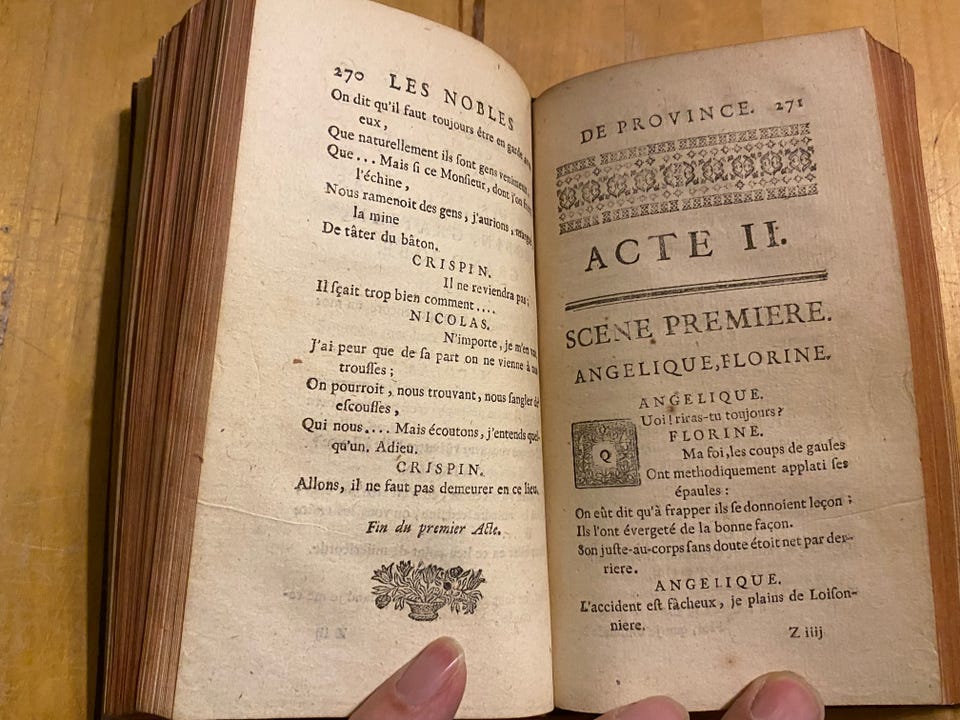 270 LES NOBLES
On dit qu'il faut toujours étre en garde
eux,
Que naturellement ils ſont gens
Que... Mais ſi ce Monſieur, dont l'on
l'échine,
Nous ramenoit des gens, j'aurions,
la mine
De tâter du bâton.
CRISPIN.
Il ne reviendra pas;
Il ſçait trop bien comment....
NICOLAS.
N'importe, je m'en
J'ai peur que de ſa part on ne vienne à
trouſſes;
On pourroit, nous trouvant, nous ſangler
eſcouſſes,
Qui nous.... Mais écoutons, j'entends quel-
qu'un. Adieu.
CRISPIN.
Allons, il ne faut pas demeurer en ce lieu.
Fin du premier Acte.
DE PROVINCE. 271
ACTE II.
SCENE PREMIERE.
ANGELIQUE, FLORINE.
ANGELIQUE.
QUoi! riras-tu toujours?
FLORINE.
Ma foi, les coups de gaules
Ont methodiquement applati ſes
épaules:
On eût dit qu'à frapper ils ſe donnoient leçon;
Ils l'ont évergeté de la bonne façon.
Son juſte-au-corps ſans doute étoit net par der-
riere.
ANGELIQUE.
L'accident eſt fâcheux, je plains de Loiſon-
niere.
Z iiij